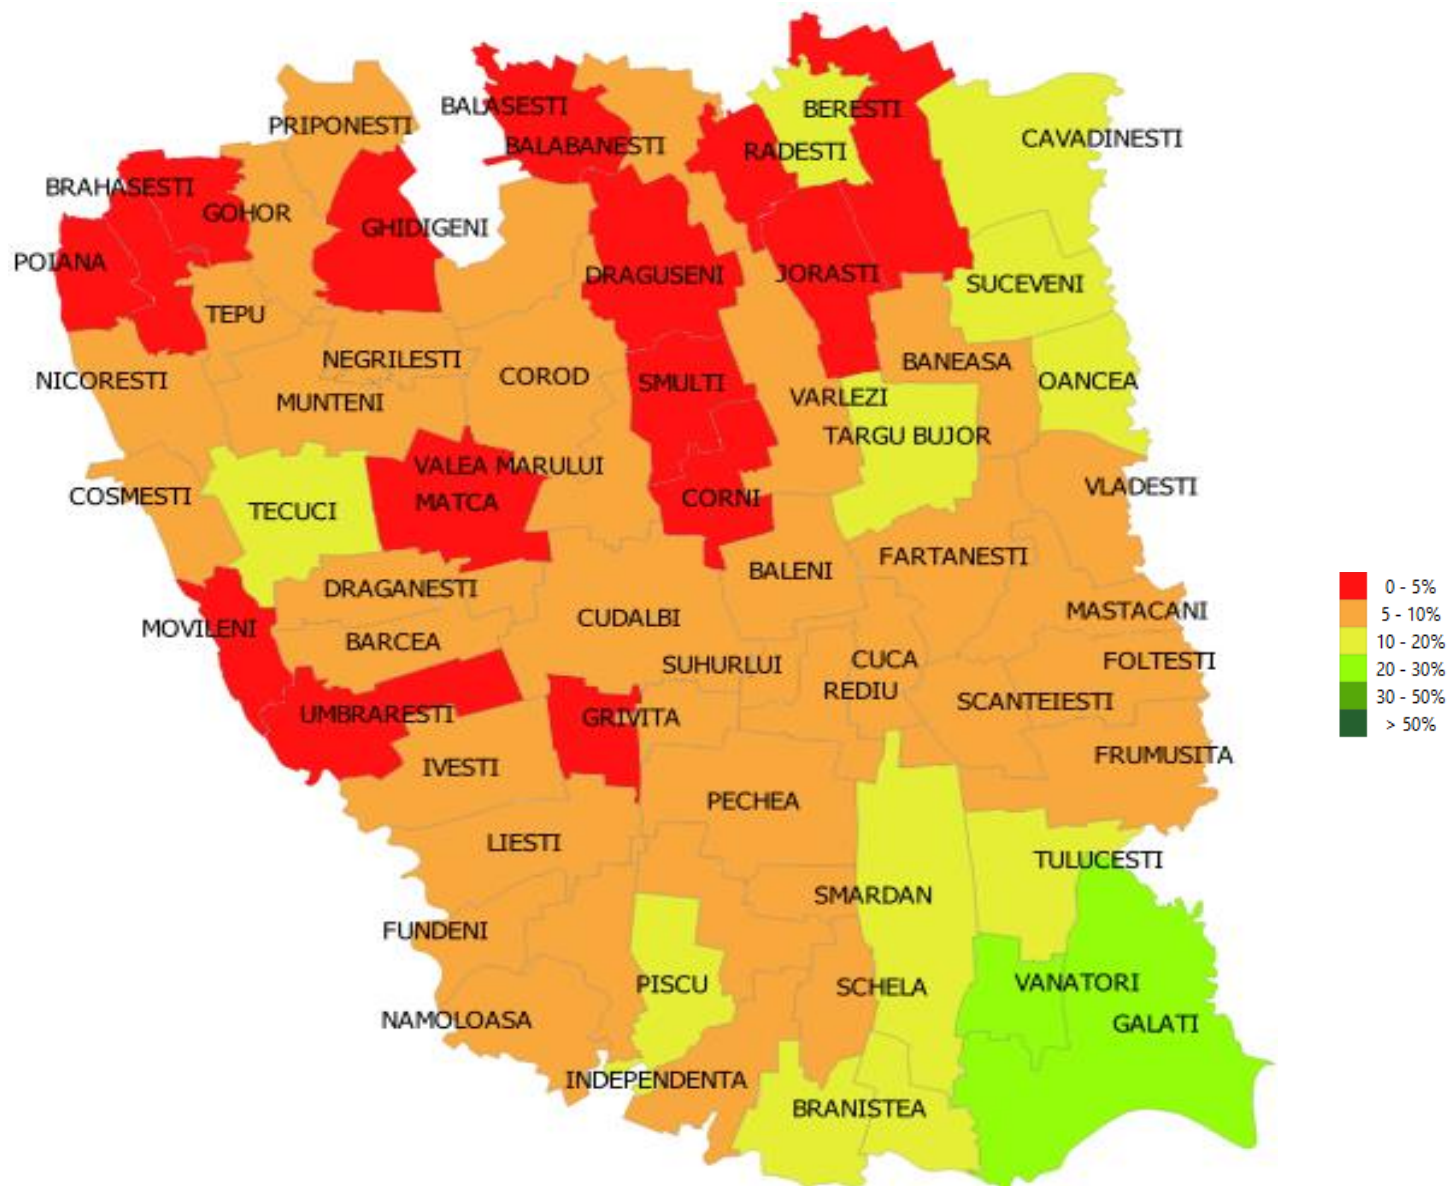 BALASESTI
BERESTI
PRIPONESTI
CAVADINESTI
BALABANESTI
RADESTI
BRAHASESTI
GOHOR
GHIDIGENI
POIANA
DRAGUSENI
JORASTI
SUCEVENI
TEPU
NEGRILESTI
BANEASA
NICORESTI
COROD
SMULTI
OANCEA
MUNTENI
VARLEZI
TARGU BUJOR
VALEA MARULUI
COSMESTI
VLADESTI
MATCA
CORNI
TECUCI
FARTANESTI
BALENI
DRAGANESTI
MASTACANI
CUDALBI
MOVILENI
BARCEA
SUHURLUI
CUCA
FOLTESTI
REDIU
SCANTEIESTI
UMBRARESTI
GRIVITA
FRUMUSITA
IVESTI
PECHEA
LIESTI
TULUCESTI
SMARDAN
FUNDENI
PISCU
SCHELA
VANATORI
NAMOLOASA
GALATI
INDEPENDENTA
BRANISTEA
0 - 5%
5 - 10%
10 - 20%
20 - 30%
30 - 50%
> 50%